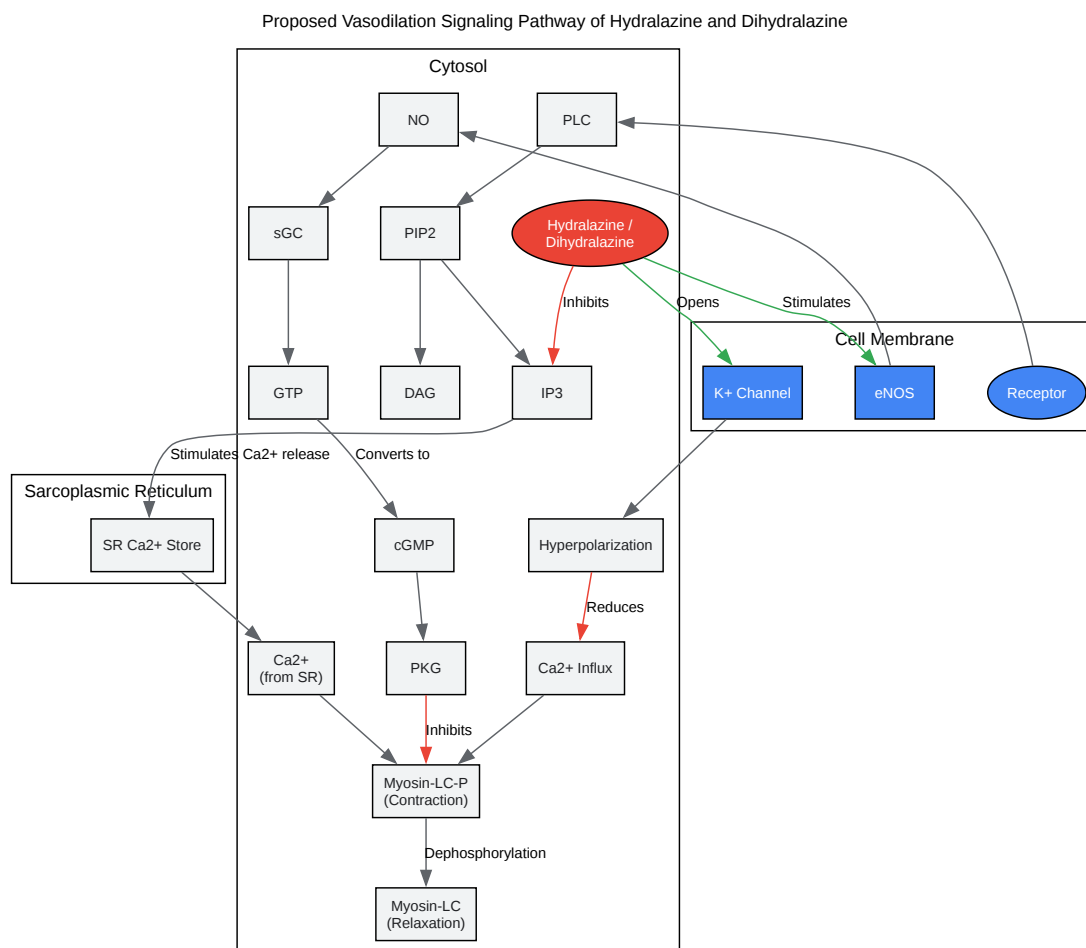 Proposed Vasodilation Signaling Pathway of Hydralazine and Dihydralazine
Cytosol
NO
PLC
sGC
PIP2
Hydralazine /
Dihydralazine
Inhibits
Opens
Stimulates
Cell Membrane
GTP
DAG
IP3
K+ Channel
eNOS
Receptor
Stimulates Ca2+ release
Converts to
Sarcoplasmic Reticulum
SR Ca2+ Store
cGMP
Hyperpolarization
Reduces
Ca2+
(from SR)
PKG
Ca2+ Influx
Inhibits
Myosin-LC-P
(Contraction)
Dephosphorylation
Myosin-LC
(Relaxation)